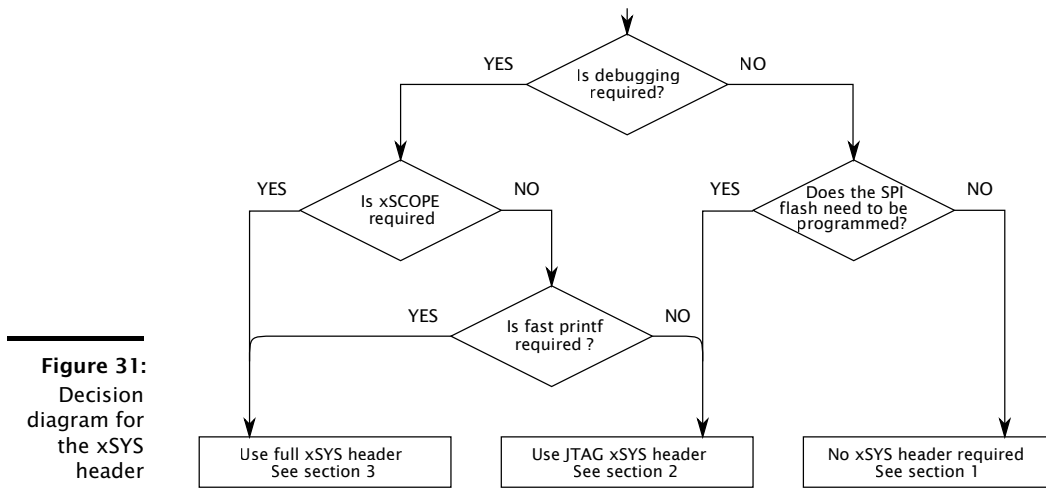 Is debugging
required?
YES
NO
Is xSCOPE
required
YES
NO
Does the SPI
flash need to be
programmed?
YES
NO
Is fast printf
required ?
YES
NO
Figure 31:
Decision
diagram for
the xSYS
header
Use full xSYS header
See section 3
Use JTAG xSYS header
See section 2
No xSYS header required
See section 1